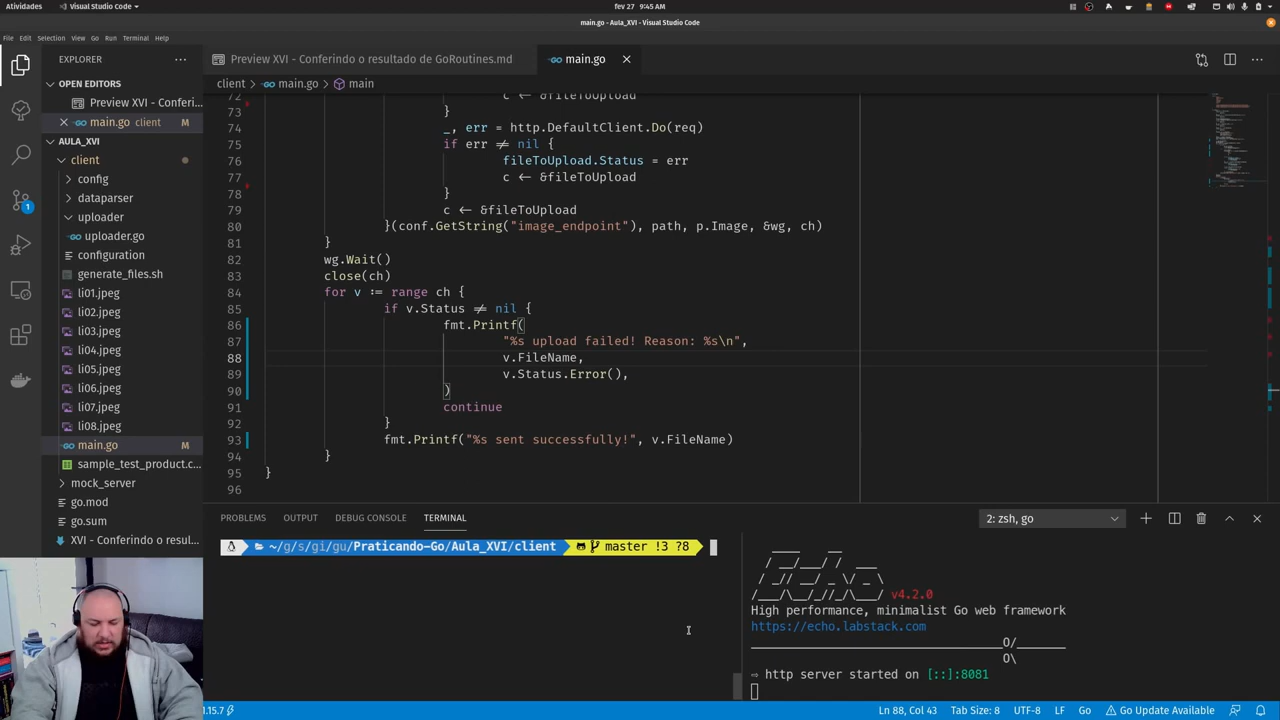 Atividades
Visual Studio Code
fev 27 9:45 AM
main.go - Aula_XVI - Visual Studio Code
File Edit Selection View Go Run Terminal Help
EXPLORER
OPEN EDITORS
Preview XVI - Conferi...
main.go client M
AULA_XVI
client
config
dataparser
uploader
uploader.go
configuration
generate_files.sh
li01.jpeg
li02.jpeg
li03.jpeg
li04.jpeg
li05.jpeg
li06.jpeg
li07.jpeg
li08.jpeg
main.go M
sample_test_product.c...
mock_server
go.mod
go.sum
XVI - Conferindo o resul...
1
Preview XVI - Conferindo o resultado de GoRoutines.md
main.go
client > main.go > main
72 c ← &fileToUpload
73 }
74 _, err = http.DefaultClient.Do(req)
75 if err ≠ nil {
76 fileToUpload.Status = err
77 c ← &fileToUpload
78 }
79 c ← &fileToUpload
80 }(conf.GetString("image_endpoint"), path, p.Image, &wg, ch)
81 }
82 wg.Wait()
83 close(ch)
84 for v := range ch {
85 if v.Status ≠ nil {
86 fmt.Printf(
87 "%s upload failed! Reason: %s\n",
88 v.FileName,
89 v.Status.Error(),
90 )
91 continue
92 }
93 fmt.Printf("%s sent successfully!", v.FileName)
94 }
95 }
96
PROBLEMS OUTPUT DEBUG CONSOLE TERMINAL
2: zsh, go
~/g/s/gi/gu/Praticando-Go/Aula_XVI/client master !3 ?8
v4.2.0
High performance, minimalist Go web framework
https://echo.labstack.com
____________________________________O/_______
O\
⇨ http server started on [::]:8081
1.15.7
Ln 88, Col 43 Tab Size: 8 UTF-8 LF Go Go Update Available